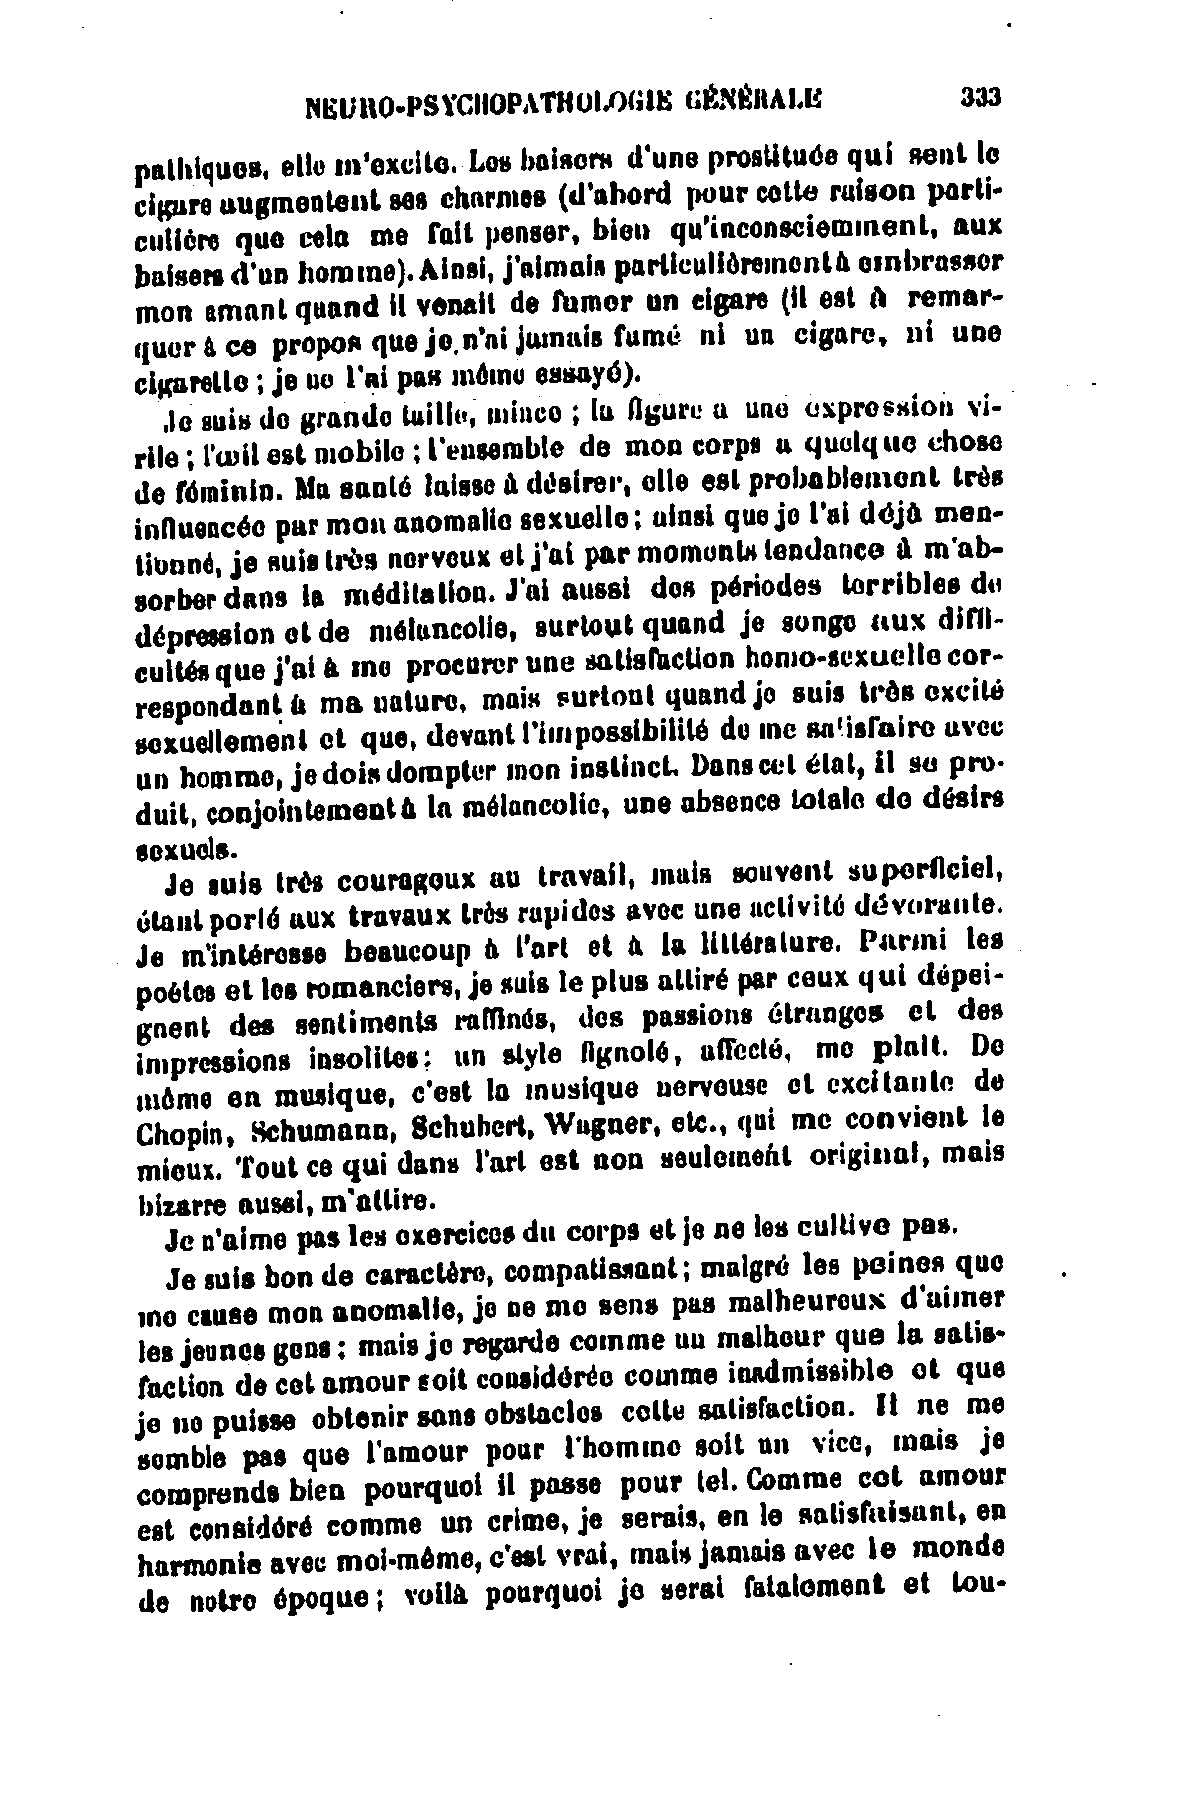 NEURO-PSYCHOPATHOLOGIE GÉNÉRALE 333
pathiques, elle m'excite. Les baisers d'une prostituée qui sent le
cigare augmentent ses charmes (d'abord pour cette raison parti-
culière que cela me fait penser, bien qu'inconsciemment, aux
baisers d'un homme). Ainsi, j'aimais particulièrement à embrasser
mon amant quand il venait de fumer un cigare (il est à remar-
quer à ce propos que je n'ai jamais fumé ni un cigare, ni une
cigarette ; je ne l'ai pas même essayé).
Je suis de grande taille, mince ; la figure a une expression vi-
rile ; l'œil est mobile ; l'ensemble de mon corps a quelque chose
de féminin. Ma santé laisse à désirer, elle est probablement très
influencée par mon anomalie sexuelle ; ainsi que je l'ai déjà men-
tionné, je suis très nerveux et j'ai par moments tendance à m'ab-
sorber dans la méditation. J'ai aussi des périodes terribles de
dépression et de mélancolie, surtout quand je songe aux diffi-
cultés que j'ai à me procurer une satisfaction homo-sexuelle cor-
respondant à ma nature, mais surtout quand je suis très excité
sexuellement et que, devant l'impossibilité de me satisfaire avec
un homme, je dois dompter mon instinct. Dans cet état, il se pro-
duit, conjointement à la mélancolie, une absence totale de désirs
sexuels.
Je suis très courageux au travail, mais souvent superficiel,
étant porté aux travaux très rapides avec une activité dévorante.
Je m'intéresse beaucoup à l'art et à la littérature. Parmi les
poètes et les romanciers, je suis le plus attiré par ceux qui dépei-
gnent des sentiments raffinés, des passions étranges et des
impressions insolites ; un style fignolé, affecté, me plaît. De
même en musique, c'est la musique nerveuse et excitante de
Chopin, Schumann, Schubert, Wagner, etc., qui me convient le
mieux. Tout ce qui dans l'art est non seulement original, mais
bizarre aussi, m'attire.
Je n'aime pas les exercices du corps et je ne les cultive pas.
Je suis bon de caractère, compatissant ; malgré les peines que
me cause mon anomalie, je ne me sens pas malheureux d'aimer
les jeunes gens ; mais je regarde comme un malheur que la satis-
faction de cet amour soit considérée comme inadmissible et que
je ne puisse obtenir sans obstacles cette satisfaction. Il ne me
semble pas que l'amour pour l'homme soit un vice, mais je
comprends bien pourquoi il passe pour tel. Comme cet amour
est considéré comme un crime, je serais, en le satisfaisant, en
harmonie avec moi-même, c'est vrai, mais jamais avec le monde
de notre époque ; voilà pourquoi je serai fatalement et tou-